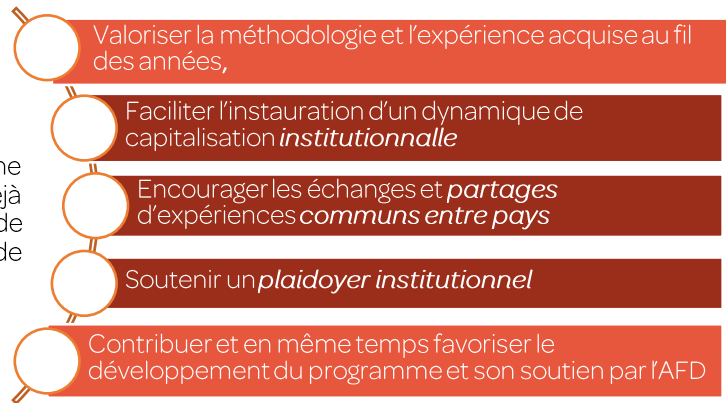 Valoriser la méthodologie et l'expérience acquise au fil
des années,
Faciliter l'instauration d'un dynamique de
capitalisation institutionnalle
Encourager les échanges et partages
d'expériences communs entre pays
Soutenir un plaidoyer institutionnel
Contribuer et en même temps favoriser le
développement du programme et son soutien par l'AFD
de
de